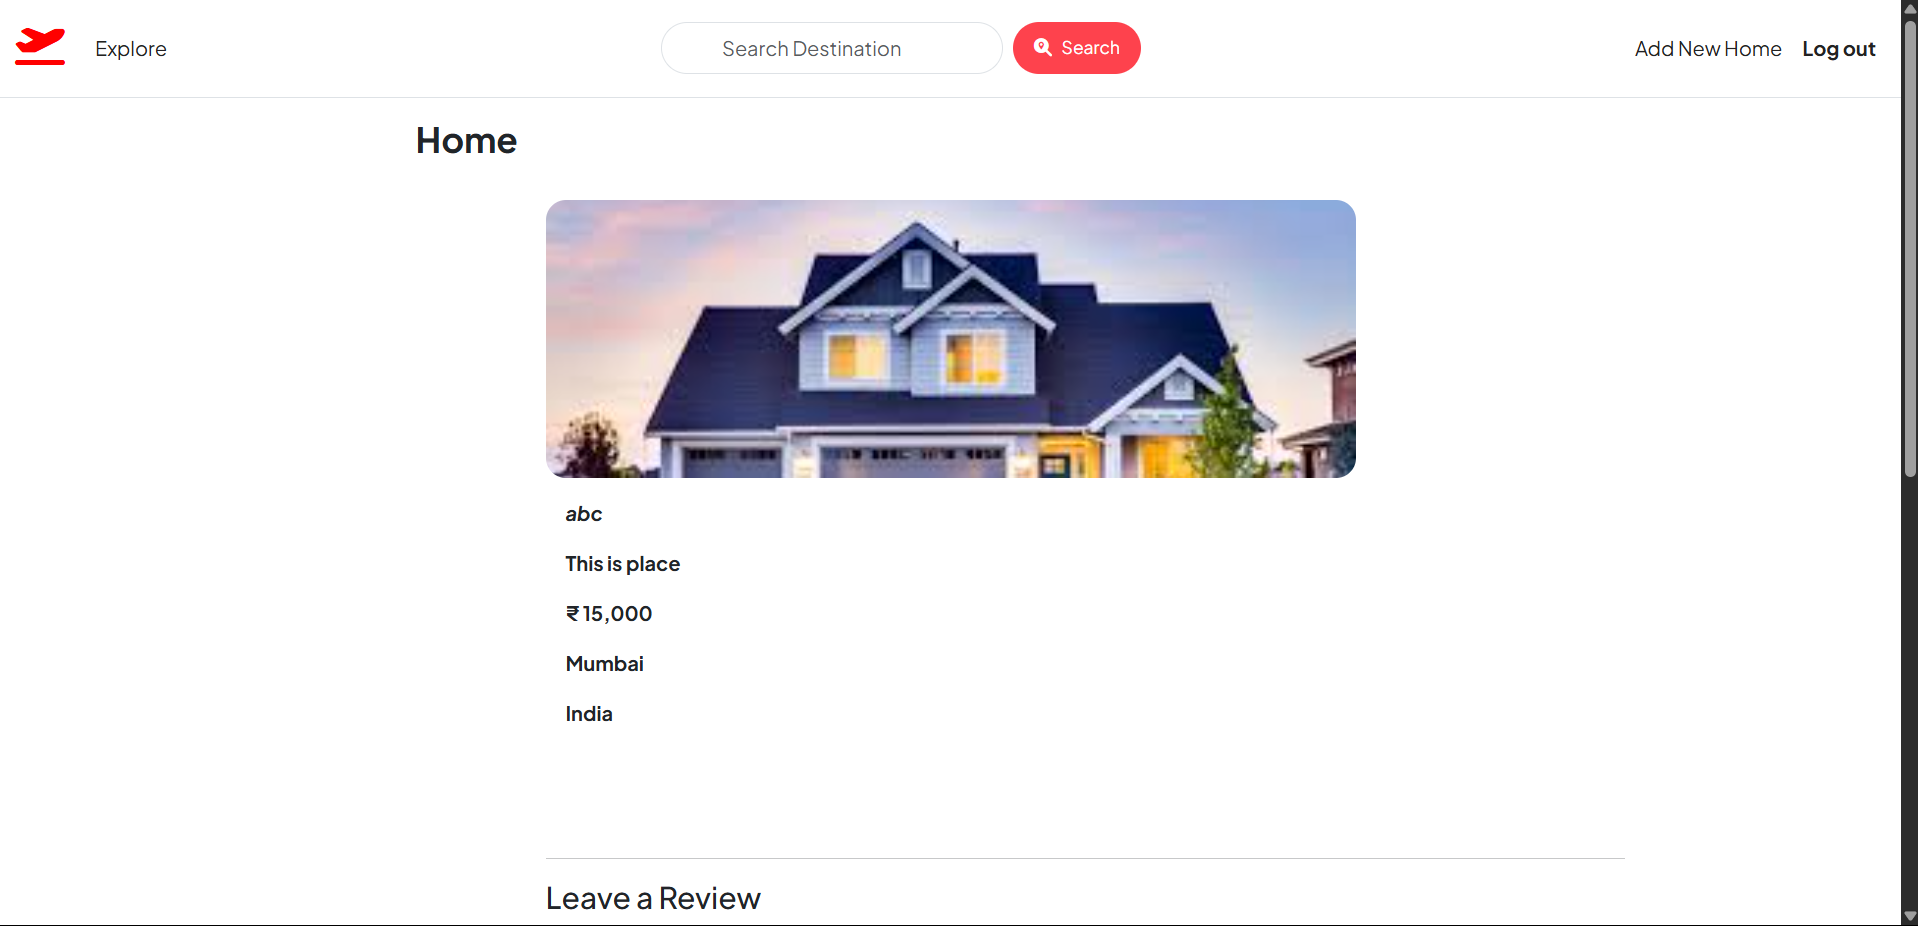 Explore
Search Destination
Search
Add New Home
Log out
Home
abc
This is place
₹ 15,000
Mumbai
India
Leave a Review